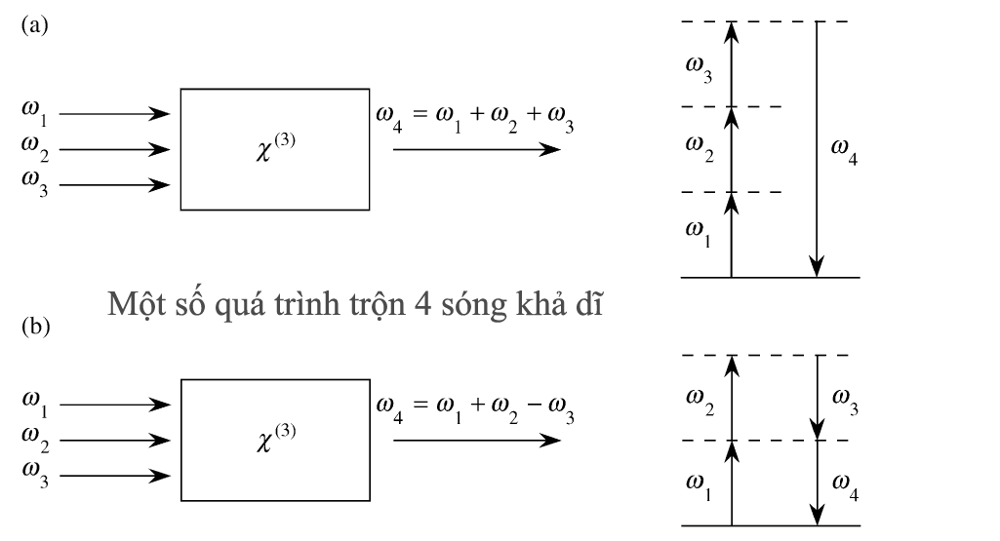 (a)
ω₁
ω₂
ω₃
χ⁽³⁾
ω₄ = ω₁ + ω₂ + ω₃
ω₃
ω₂
ω₁
ω₄
Một số quá trình trộn 4 sóng khả dĩ
(b)
ω₁
ω₂
ω₃
χ⁽³⁾
ω₄ = ω₁ + ω₂ − ω₃
ω₂
ω₁
ω₃
ω₄